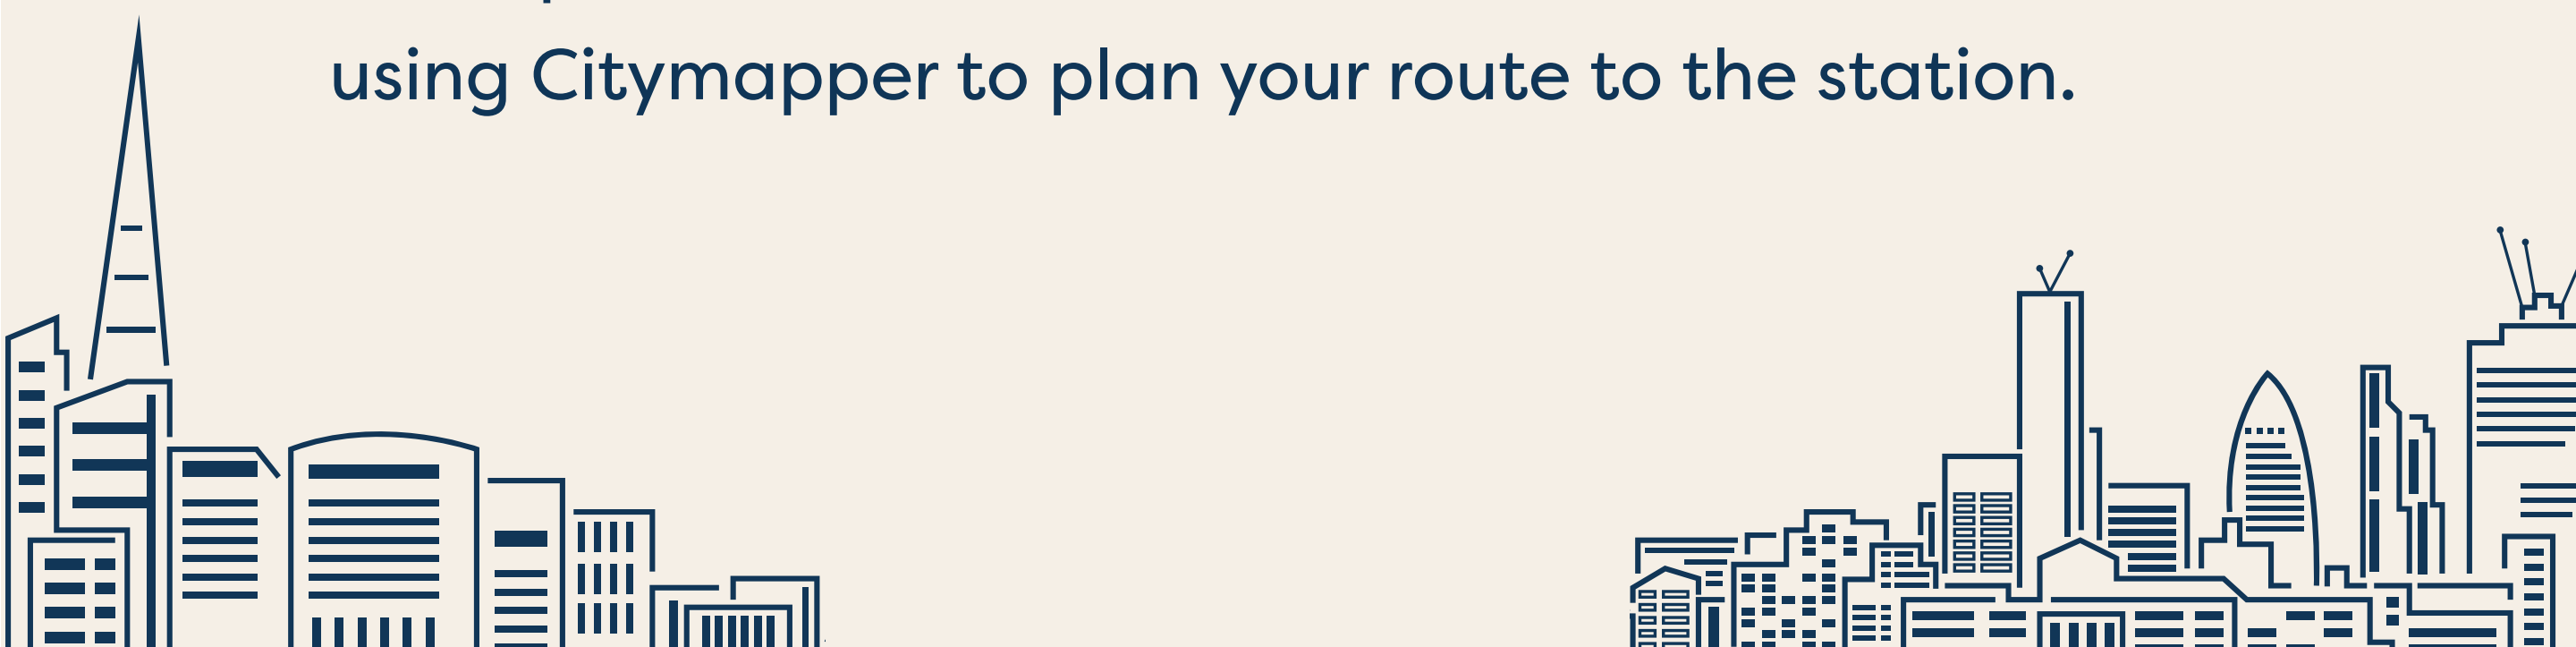 using Citymapper to plan your route to the station.